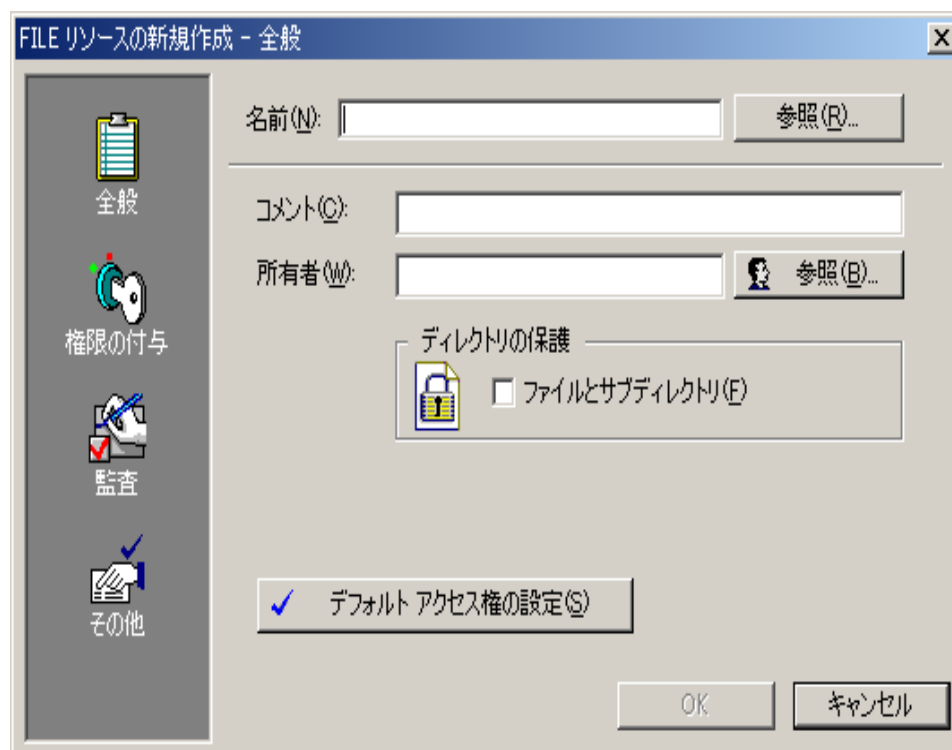 FILE リソースの新規作成 - 全般
全般
権限の付与
監査
その他
名前(N):
参照(R)...
コメント(C):
所有者(W):
参照(B)...
ディレクトリの保護
ファイルとサブディレクトリ(F)
デフォルト アクセス権の設定(S)
OK
キャンセル